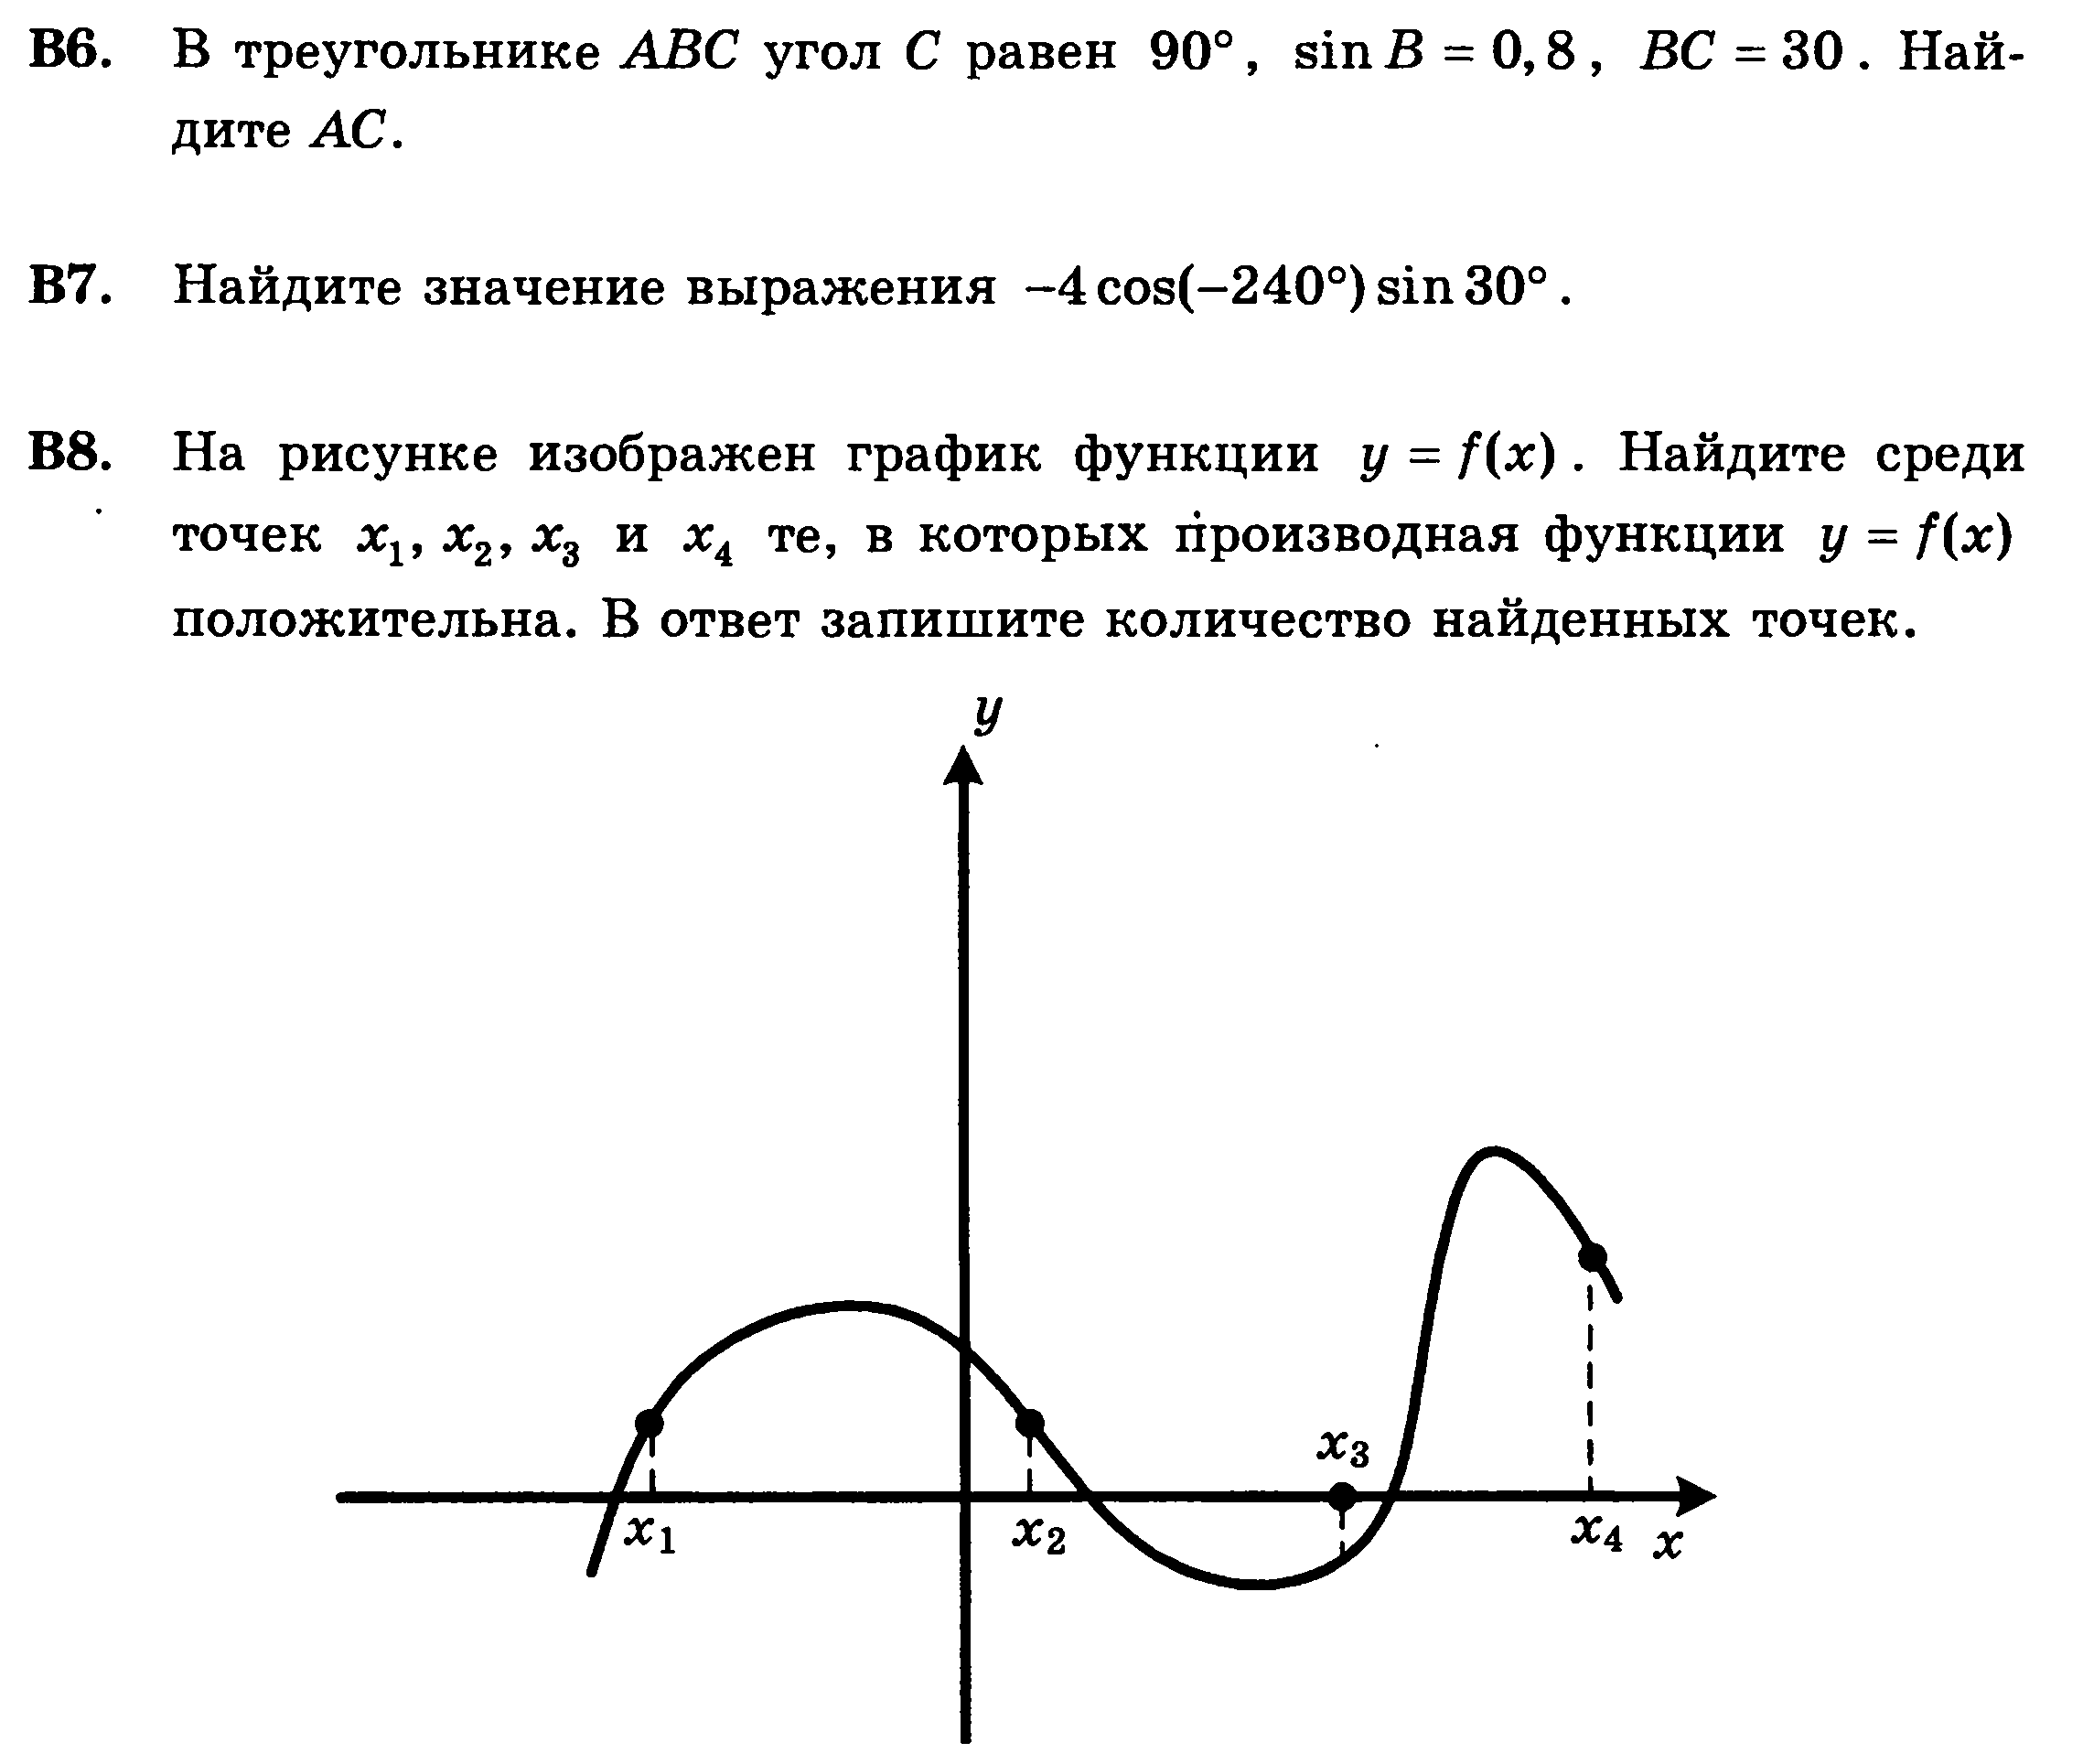 B6. В треугольнике ABC угол C равен 90°, sin B = 0,8, BC = 30. Най-
дите AC.
B7. Найдите значение выражения −4 cos(−240°) sin 30°.
B8. На рисунке изображен график функции y = f(x). Найдите среди
точек x₁, x₂, x₃ и x₄ те, в которых производная функции y = f(x)
положительна. В ответ запишите количество найденных точек.
y
x₃
x₁ x₂ x₄ x